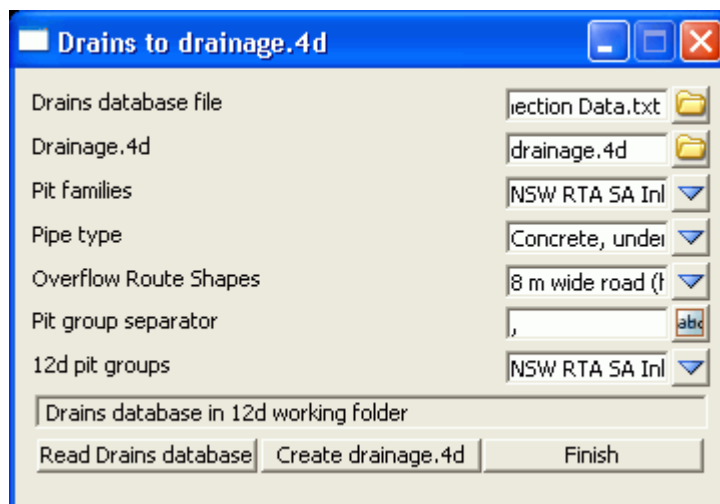 Drains to drainage.4d
Drains database file
iection Data.txt
Drainage.4d
drainage.4d
Pit families
NSW RTA SA Inl
Pipe type
Concrete, under
Overflow Route Shapes
8 m wide road (h
Pit group separator
,
abc
12d pit groups
NSW RTA SA Inl
Drains database in 12d working folder
Read Drains database
Create drainage.4d
Finish